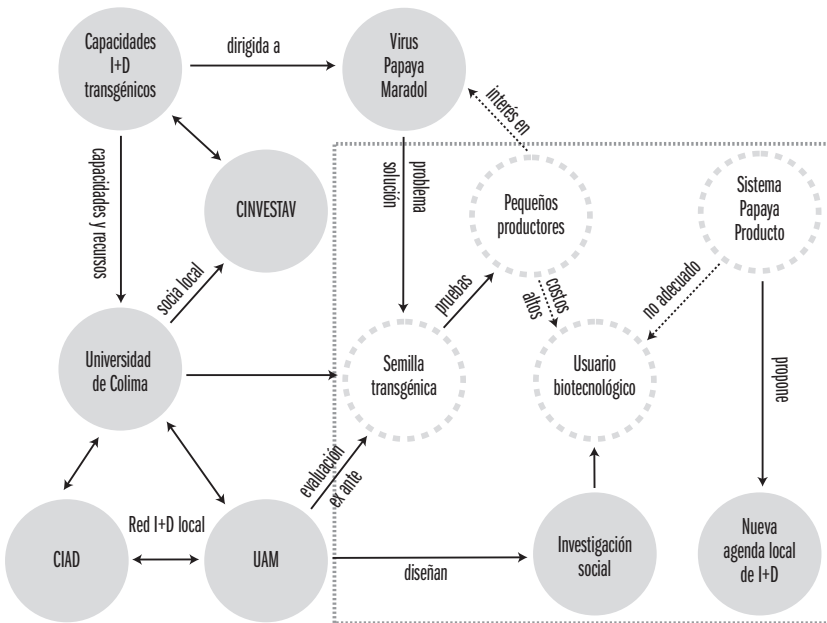 Capacidades
I+D
transgénicos
dirigida a
Virus
Papaya
Maradol
interés en
capacidades y recursos
CINVESTAV
problema
solución
Pequeños
productores
Sistema
Papaya
Producto
socia local
pruebas
costos
altos
no adecuado
Universidad
de Colima
Semilla
transgénica
Usuario
biotecnológico
propone
evaluación
ex ante
Red I+D local
CIAD
UAM
diseñan
Investigación
social
Nueva
agenda local
de I+D